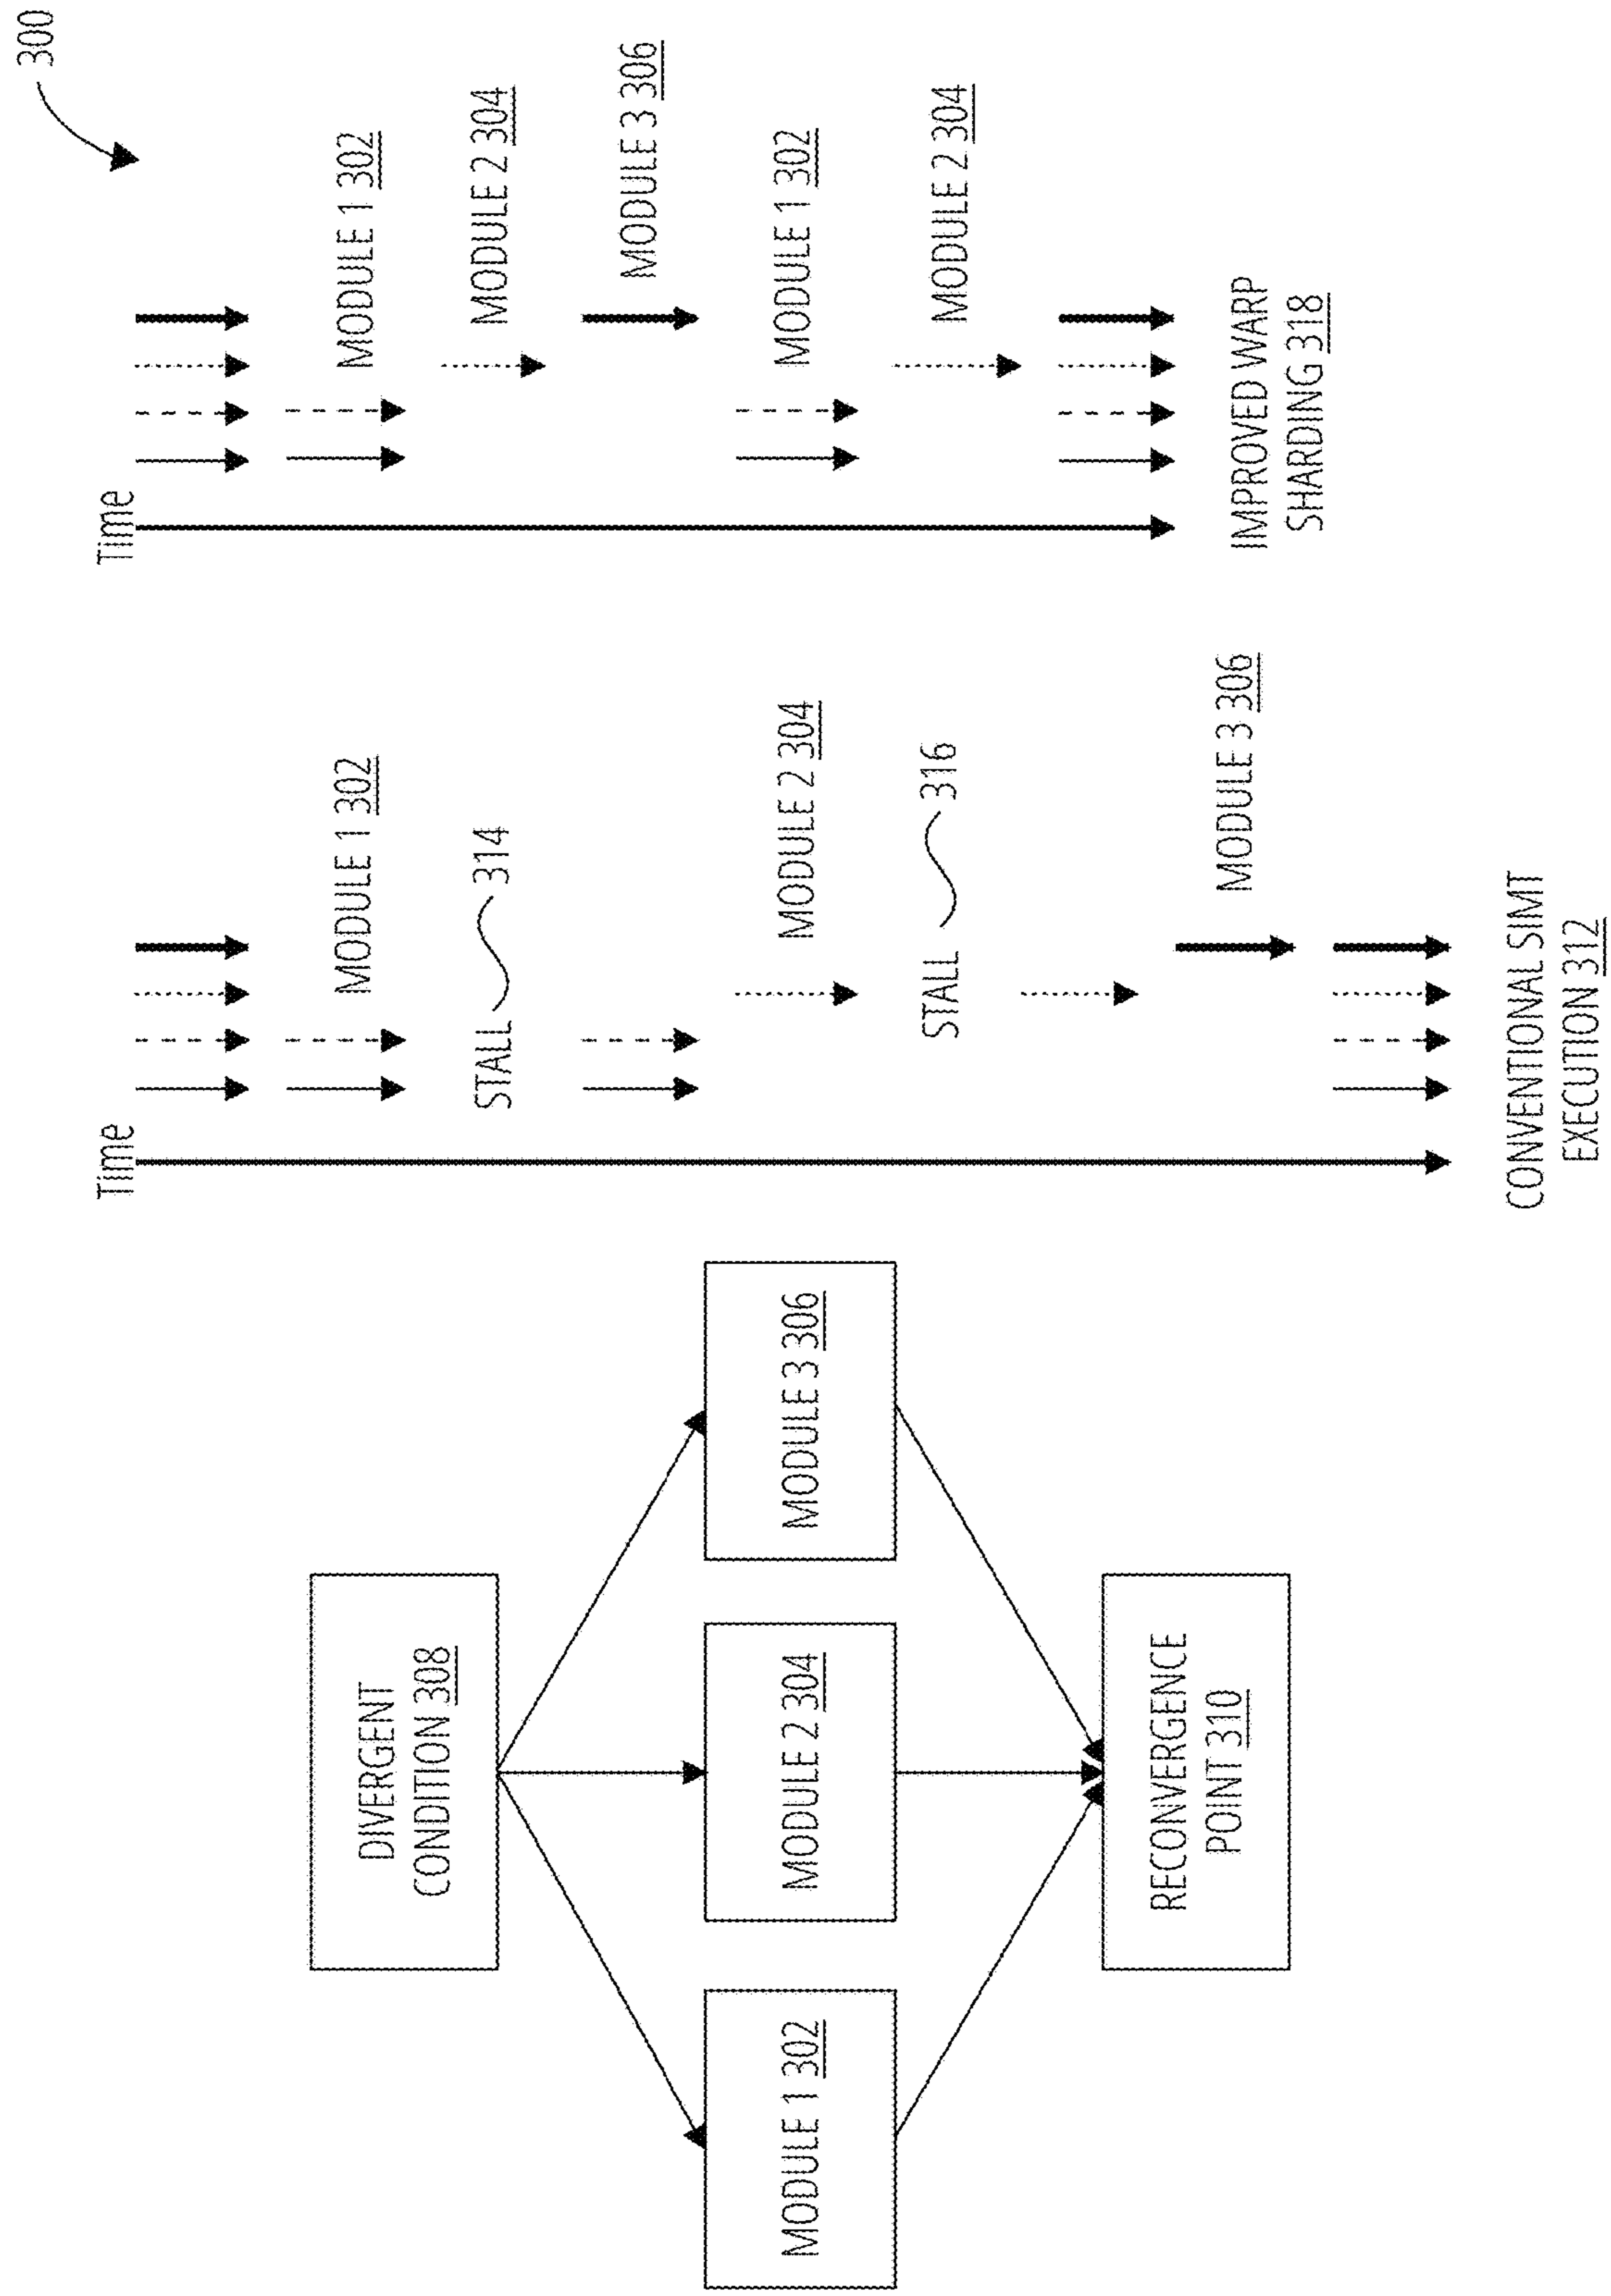 300
DIVERGENT
CONDITION 308
MODULE 1 302
MODULE 2 304
MODULE 3 306
RECONVERGENCE
POINT 310
Time
MODULE 1 302
STALL 314
MODULE 2 304
STALL 316
MODULE 3 306
CONVENTIONAL SIMT
EXECUTION 312
Time
MODULE 1 302
MODULE 2 304
MODULE 3 306
MODULE 1 302
MODULE 2 304
IMPROVED WARP
SHARDING 318